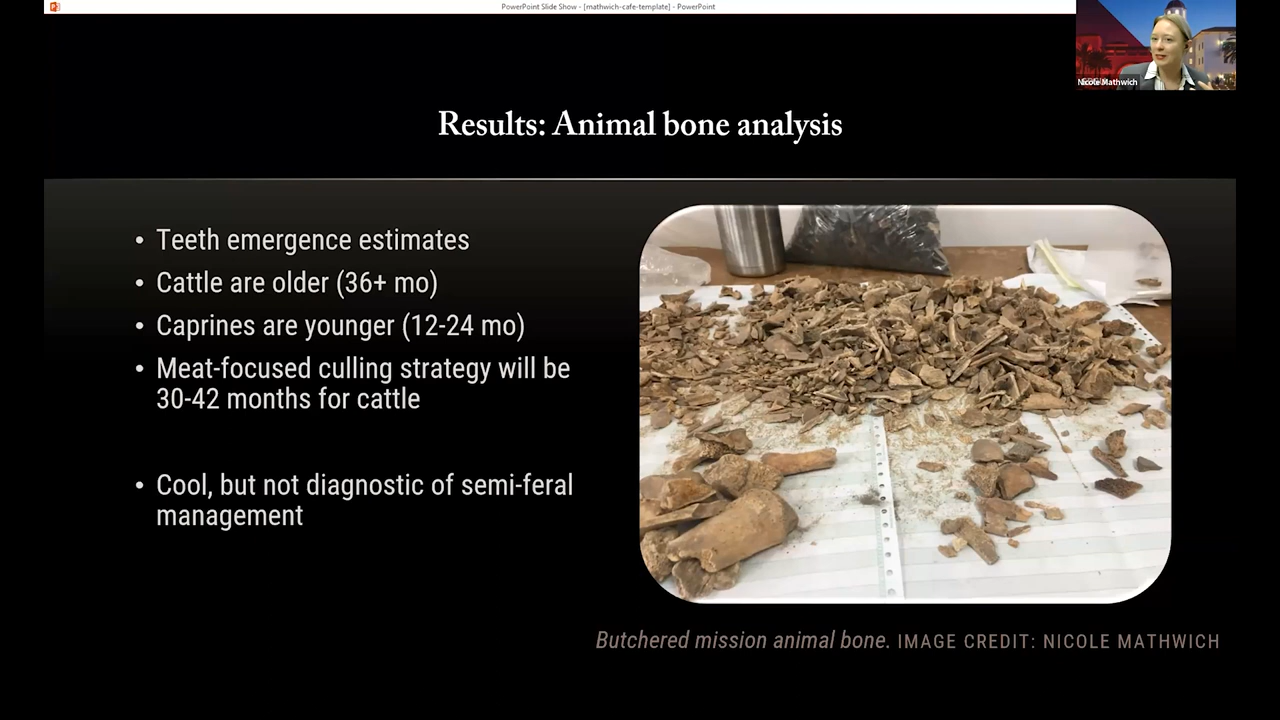 PowerPoint Slide Show - [mathwich-cafe-template] - PowerPoint
Nicole Mathwich
Results: Animal bone analysis
• Teeth emergence estimates
• Cattle are older (36+ mo)
• Caprines are younger (12-24 mo)
• Meat-focused culling strategy will be
30-42 months for cattle
• Cool, but not diagnostic of semi-feral
management
Butchered mission animal bone. IMAGE CREDIT: NICOLE MATHWICH